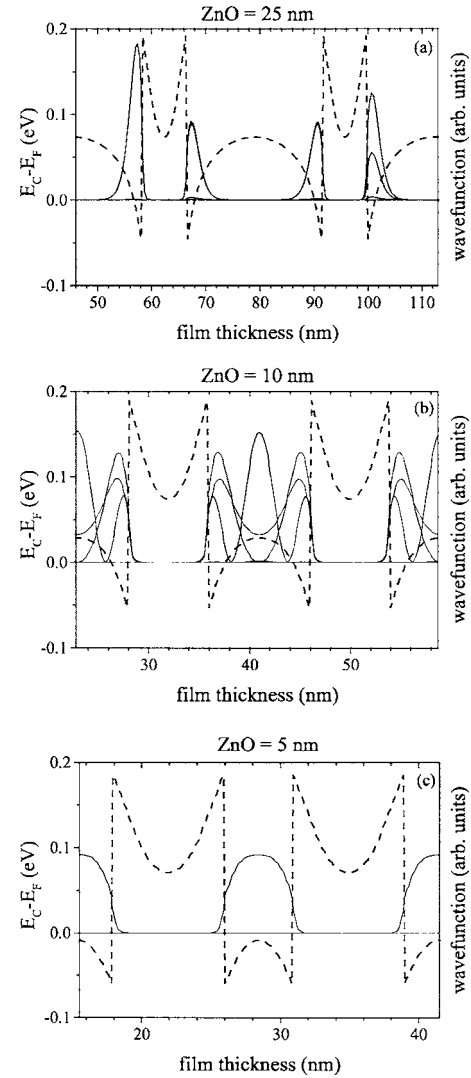 ZnO = 25 nm
(a)
0.2
0.1
0.0
-0.1
E_C-E_F (eV)
wavefunction (arb. units)
50 60 70 80 90 100 110
film thickness (nm)
ZnO = 10 nm
(b)
0.2
0.1
0.0
-0.1
E_C-E_F (eV)
wavefunction (arb. units)
30 40 50
film thickness (nm)
ZnO = 5 nm
(c)
0.2
0.1
0.0
-0.1
E_C-E_F (eV)
wavefunction (arb. units)
20 30 40
film thickness (nm)